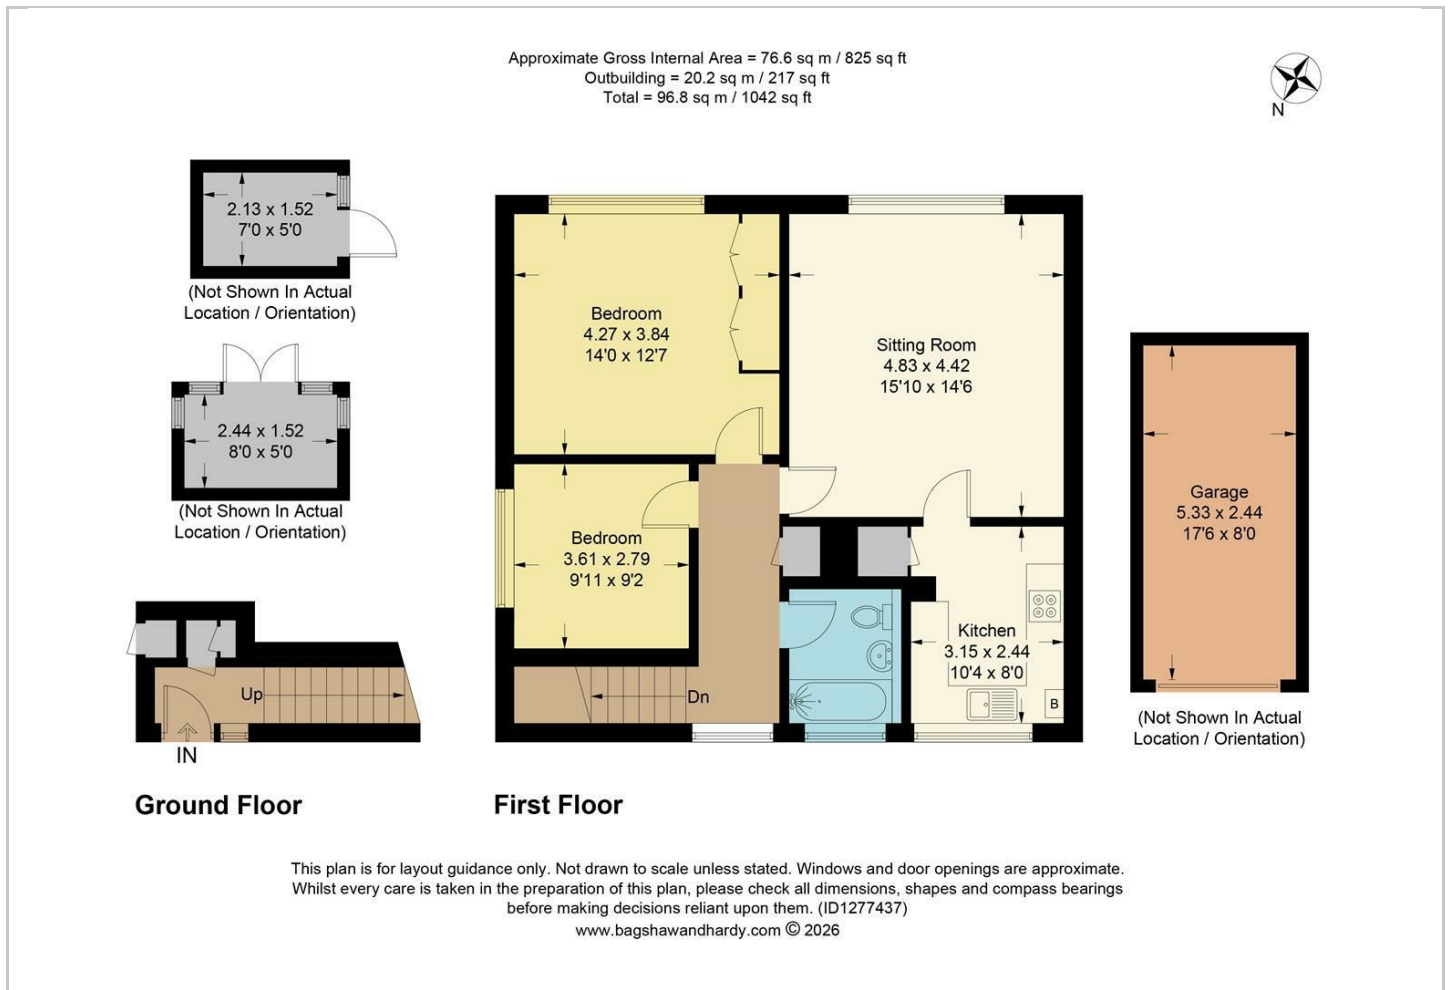 Approximate Gross Internal Area = 76.6 sq m / 825 sq ft
Outbuilding = 20.2 sq m / 217 sq ft
Total = 96.8 sq m / 1042 sq ft
N
2.13 x 1.52
7'0 x 5'0
(Not Shown In Actual
Location / Orientation)
2.44 x 1.52
8'0 x 5'0
(Not Shown In Actual
Location / Orientation)
Up
IN
Ground Floor
Bedroom
4.27 x 3.84
14'0 x 12'7
Sitting Room
4.83 x 4.42
15'10 x 14'6
Bedroom
3.61 x 2.79
9'11 x 9'2
Kitchen
3.15 x 2.44
10'4 x 8'0
Dn
B
First Floor
Garage
5.33 x 2.44
17'6 x 8'0
(Not Shown In Actual
Location / Orientation)
This plan is for layout guidance only. Not drawn to scale unless stated. Windows and door openings are approximate.
Whilst every care is taken in the preparation of this plan, please check all dimensions, shapes and compass bearings
before making decisions reliant upon them. (ID1277437)
www.bagshawandhardy.com © 2026